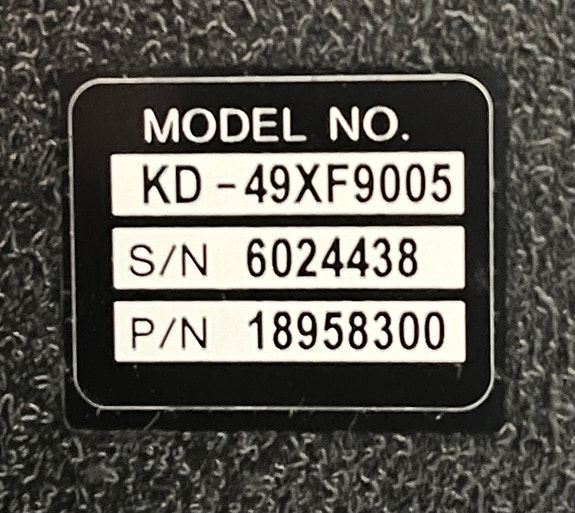 MODEL NO.
KD-49XF9005
S/N 6024438
P/N 18958300